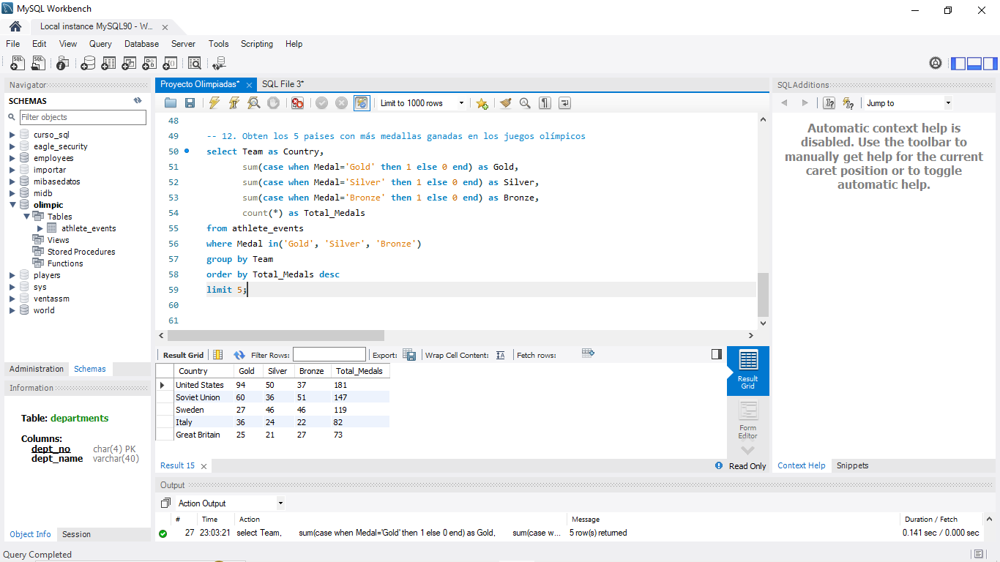 MySQL Workbench
Local instance MySQL90 - W...
File Edit View Query Database Server Tools Scripting Help
Navigator
SCHEMAS
Filter objects
curso_sql
eagle_security
employees
importar
mibasedatos
midb
olimpic
Tables
athlete_events
Views
Stored Procedures
Functions
players
sys
ventassm
world
Administration Schemas
Information
Table: departments
Columns:
dept_no char(4) PK
dept_name varchar(40)
Object Info Session
Proyecto Olimpiadas* SQL File 3*
Limit to 1000 rows
48
49 -- 12. Obten los 5 paises con más medallas ganadas en los juegos olímpicos
50 select Team as Country,
51 sum(case when Medal='Gold' then 1 else 0 end) as Gold,
52 sum(case when Medal='Silver' then 1 else 0 end) as Silver,
53 sum(case when Medal='Bronze' then 1 else 0 end) as Bronze,
54 count(*) as Total_Medals
55 from athlete_events
56 where Medal in('Gold', 'Silver', 'Bronze')
57 group by Team
58 order by Total_Medals desc
59 limit 5;
60
61
Result Grid Filter Rows: Export: Wrap Cell Content: Fetch rows:
Country Gold Silver Bronze Total_Medals
United States 94 50 37 181
Soviet Union 60 36 51 147
Sweden 27 46 46 119
Italy 36 24 22 82
Great Britain 25 21 27 73
Result Grid
Form Editor
Result 15
Read Only
SQLAdditions
Jump to
Automatic context help is
disabled. Use the toolbar to
manually get help for the current
caret position or to toggle
automatic help.
Context Help Snippets
Output
Action Output
# Time Action Message Duration / Fetch
27 23:03:21 select Team, sum(case when Medal='Gold' then 1 else 0 end) as Gold, sum(case w... 5 row(s) returned 0.141 sec / 0.000 sec
Query Completed